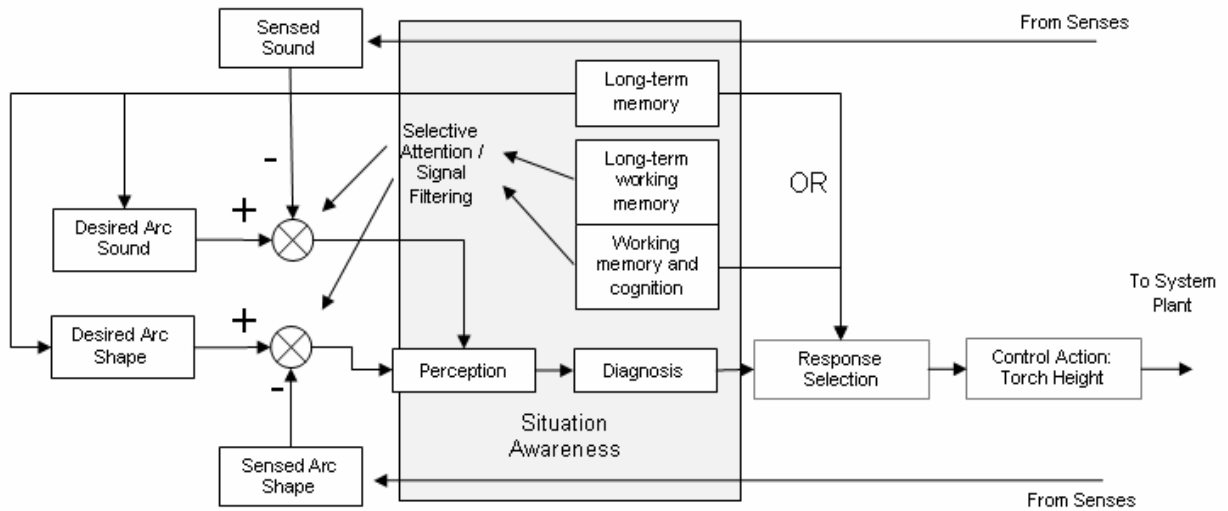 Sensed
Sound
From Senses
Long-term
memory
Selective
Attention /
Signal
Filtering
Long-term
working
memory
OR
-
+
Desired Arc
Sound
Working
memory and
cognition
To System
Plant
+
Desired Arc
Shape
-
Perception
Diagnosis
Response
Selection
Control Action:
Torch Height
Situation
Awareness
Sensed Arc
Shape
From Senses